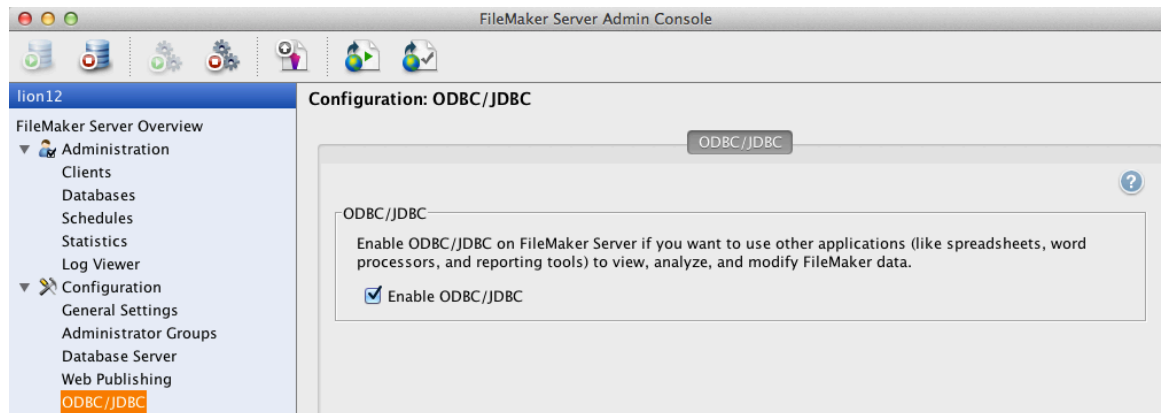 FileMaker Server Admin Console
lion12
FileMaker Server Overview
Administration
Clients
Databases
Schedules
Statistics
Log Viewer
Configuration
General Settings
Administrator Groups
Database Server
Web Publishing
ODBC/JDBC
Configuration: ODBC/JDBC
ODBC/JDBC
?
ODBC/JDBC
Enable ODBC/JDBC on FileMaker Server if you want to use other applications (like spreadsheets, word
processors, and reporting tools) to view, analyze, and modify FileMaker data.
Enable ODBC/JDBC